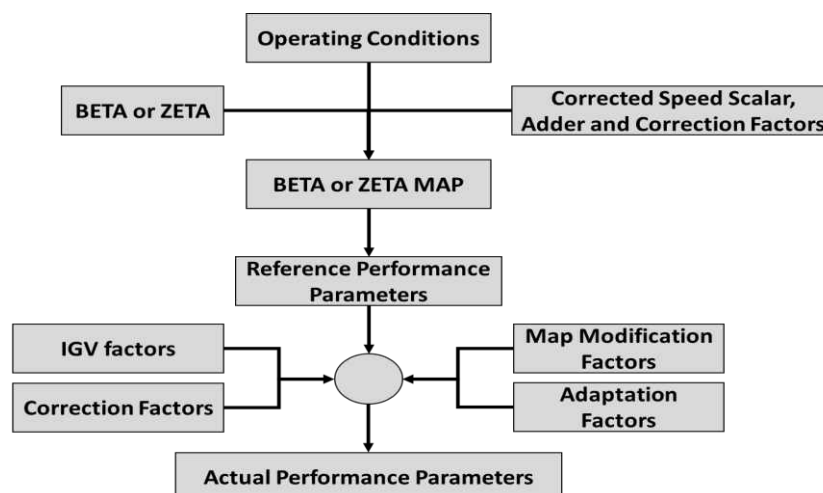 Operating Conditions
BETA or ZETA
Corrected Speed Scalar,
Adder and Correction Factors
BETA or ZETA MAP
Reference Performance
Parameters
IGV factors
Map Modification
Factors
Correction Factors
Adaptation
Factors
Actual Performance Parameters